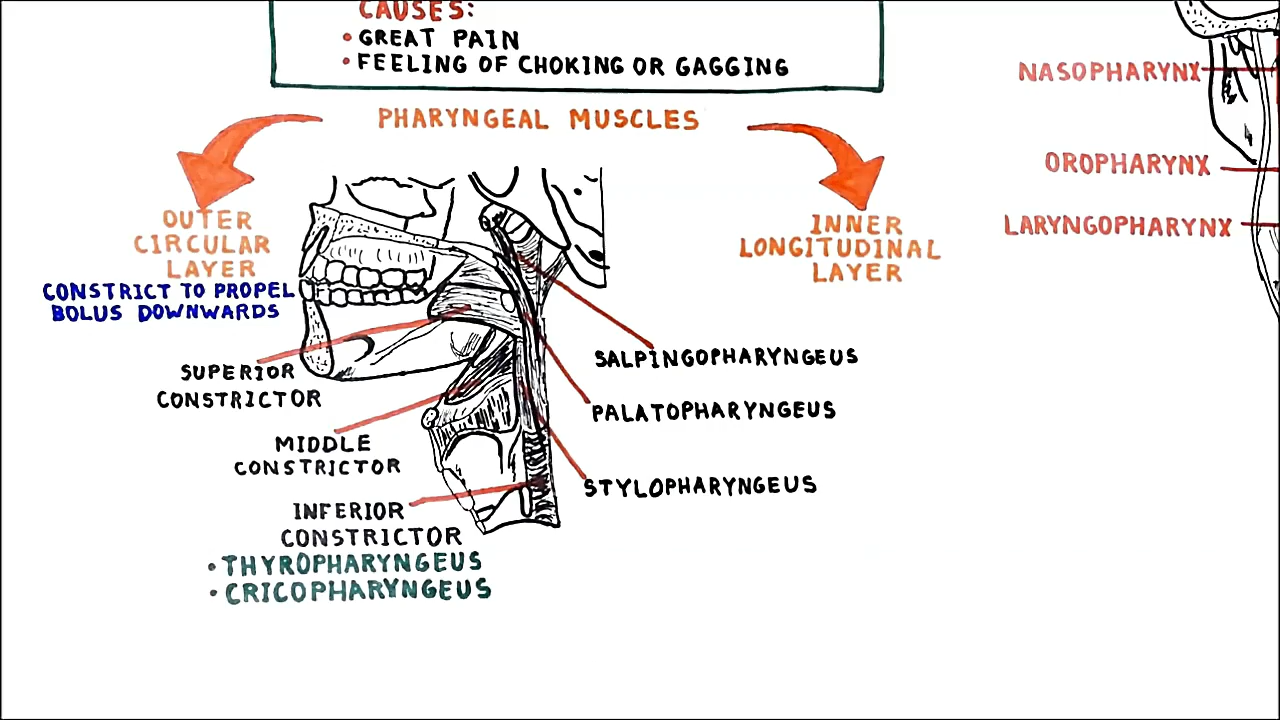 CAUSES:
• GREAT PAIN
• FEELING OF CHOKING OR GAGGING
PHARYNGEAL MUSCLES
OUTER
CIRCULAR
LAYER
CONSTRICT TO PROPEL
BOLUS DOWNWARDS
SUPERIOR
CONSTRICTOR
MIDDLE
CONSTRICTOR
INFERIOR
CONSTRICTOR
• THYROPHARYNGEUS
• CRICOPHARYNGEUS
INNER
LONGITUDINAL
LAYER
SALPINGOPHARYNGEUS
PALATOPHARYNGEUS
STYLOPHARYNGEUS
NASOPHARYNX
OROPHARYNX
LARYNGOPHARYNX